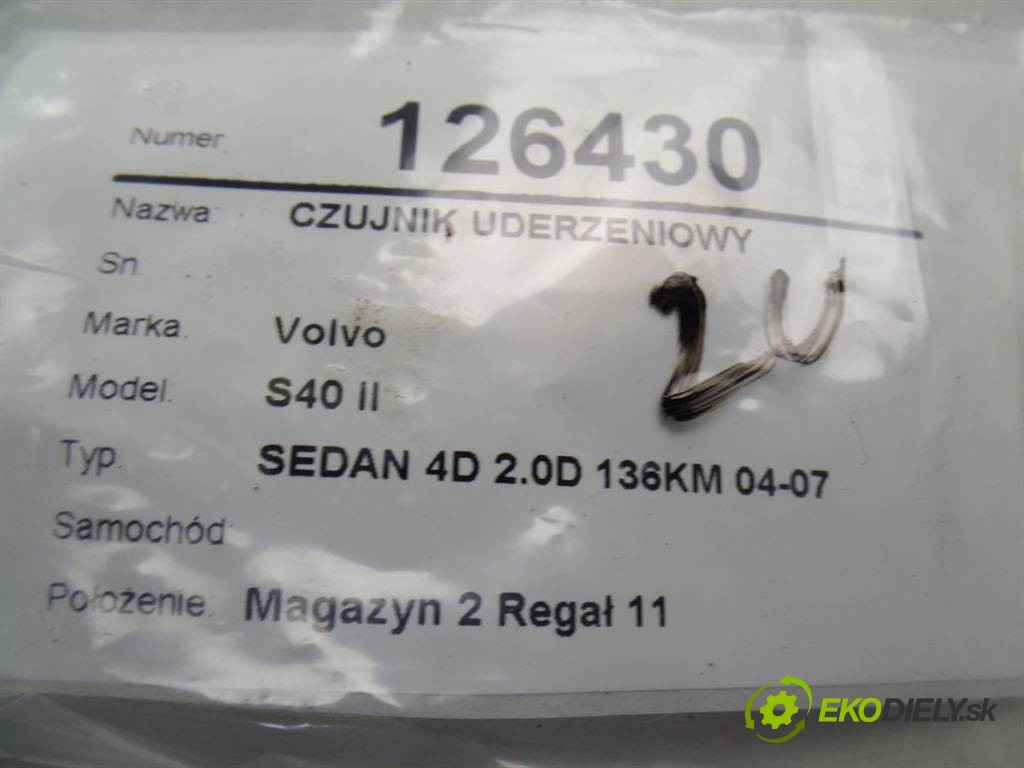 Numer. 126430
Nazwa: CZUJNIK UDERZENIOWY
Sn.
Marka. Volvo
Model: S40 iI
Typ. SEDAN 4D 2.0D 136KM 04-07
Samochód
Położenie. Magazyn 2 Regał 11
EKODIELY.sk